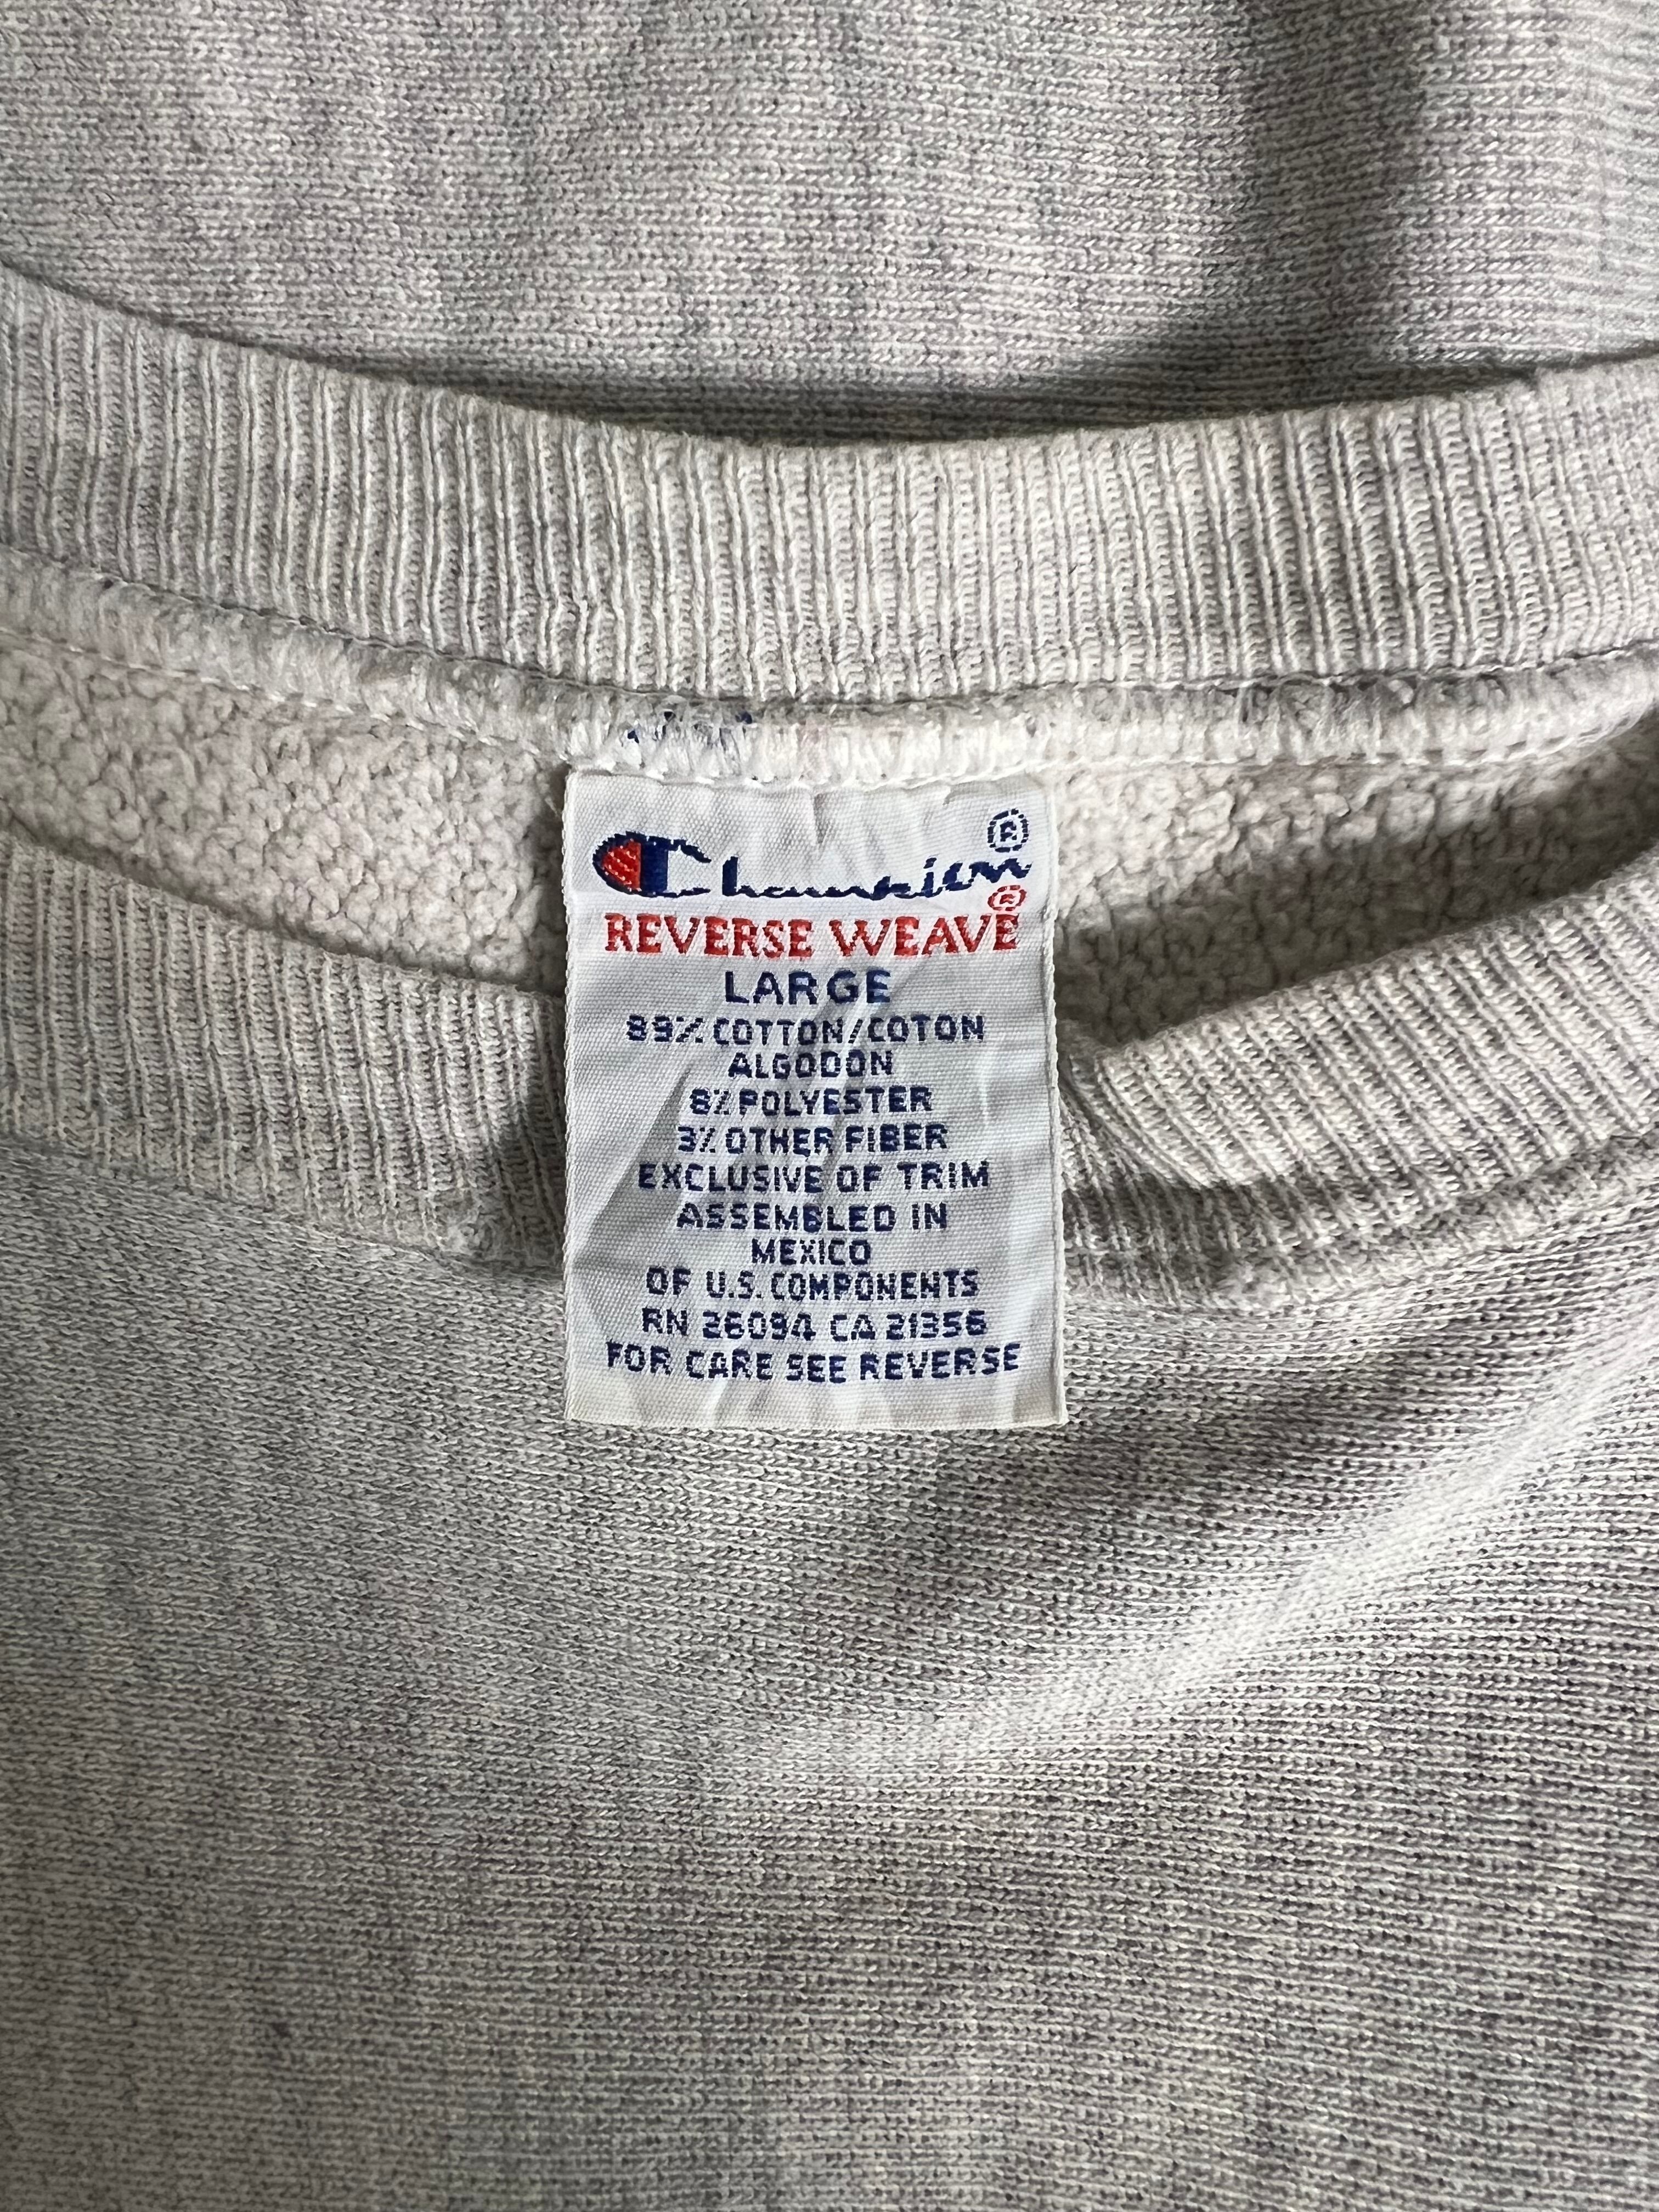 Champion®
REVERSE WEAVE®
LARGE
89% COTTON/COTON
ALGODON
8% POLYESTER
3% OTHER FIBER
EXCLUSIVE OF TRIM
ASSEMBLED IN
MEXICO
OF U.S. COMPONENTS
RN 26094 CA 21356
FOR CARE SEE REVERSE